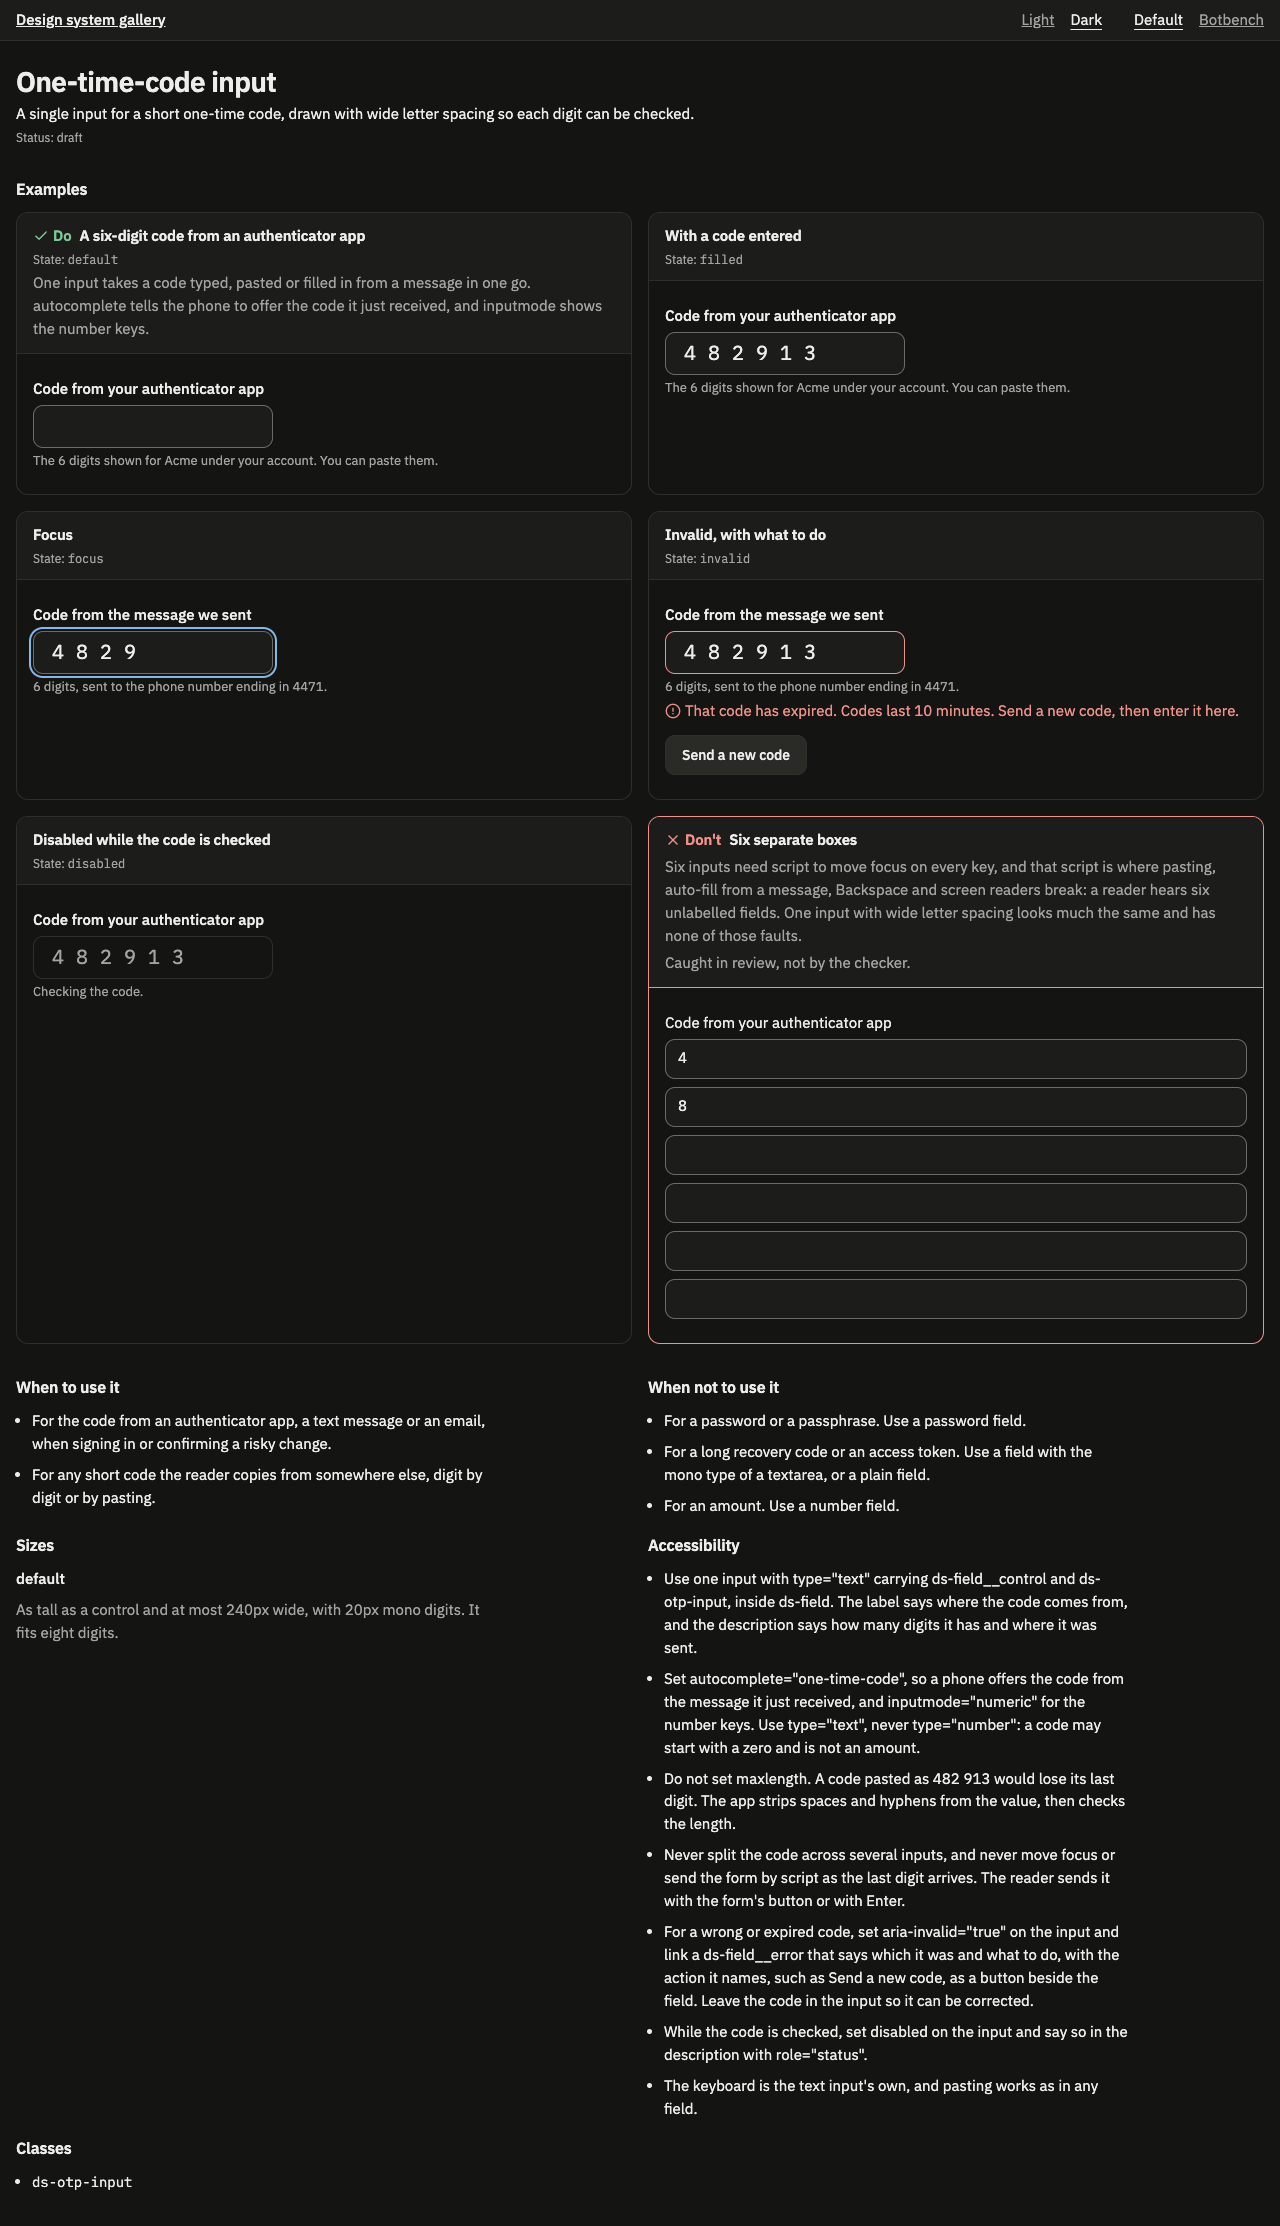 Design system gallery
Light Dark Default Botbench
One-time-code input
A single input for a short one-time code, drawn with wide letter spacing so each digit can be checked.
Status: draft
Examples
Do A six-digit code from an authenticator app
State: default
One input takes a code typed, pasted or filled in from a message in one go.
autocomplete tells the phone to offer the code it just received, and inputmode shows
the number keys.
Code from your authenticator app
The 6 digits shown for Acme under your account. You can paste them.
With a code entered
State: filled
Code from your authenticator app
4 8 2 9 1 3
The 6 digits shown for Acme under your account. You can paste them.
Focus
State: focus
Code from the message we sent
4 8 2 9
6 digits, sent to the phone number ending in 4471.
Invalid, with what to do
State: invalid
Code from the message we sent
4 8 2 9 1 3
6 digits, sent to the phone number ending in 4471.
That code has expired. Codes last 10 minutes. Send a new code, then enter it here.
Send a new code
Disabled while the code is checked
State: disabled
Code from your authenticator app
4 8 2 9 1 3
Checking the code.
Don't Six separate boxes
Six inputs need script to move focus on every key, and that script is where pasting,
auto-fill from a message, Backspace and screen readers break: a reader hears six
unlabelled fields. One input with wide letter spacing looks much the same and has
none of those faults.
Caught in review, not by the checker.
Code from your authenticator app
4
8
When to use it
• For the code from an authenticator app, a text message or an email,
when signing in or confirming a risky change.
• For any short code the reader copies from somewhere else, digit by
digit or by pasting.
When not to use it
• For a password or a passphrase. Use a password field.
• For a long recovery code or an access token. Use a field with the
mono type of a textarea, or a plain field.
• For an amount. Use a number field.
Sizes
default
As tall as a control and at most 240px wide, with 20px mono digits. It
fits eight digits.
Accessibility
• Use one input with type="text" carrying ds-field__control and ds-
otp-input, inside ds-field. The label says where the code comes from,
and the description says how many digits it has and where it was
sent.
• Set autocomplete="one-time-code", so a phone offers the code from
the message it just received, and inputmode="numeric" for the
number keys. Use type="text", never type="number": a code may
start with a zero and is not an amount.
• Do not set maxlength. A code pasted as 482 913 would lose its last
digit. The app strips spaces and hyphens from the value, then checks
the length.
• Never split the code across several inputs, and never move focus or
send the form by script as the last digit arrives. The reader sends it
with the form's button or with Enter.
• For a wrong or expired code, set aria-invalid="true" on the input and
link a ds-field__error that says which it was and what to do, with the
action it names, such as Send a new code, as a button beside the
field. Leave the code in the input so it can be corrected.
• While the code is checked, set disabled on the input and say so in the
description with role="status".
• The keyboard is the text input's own, and pasting works as in any
field.
Classes
• ds-otp-input